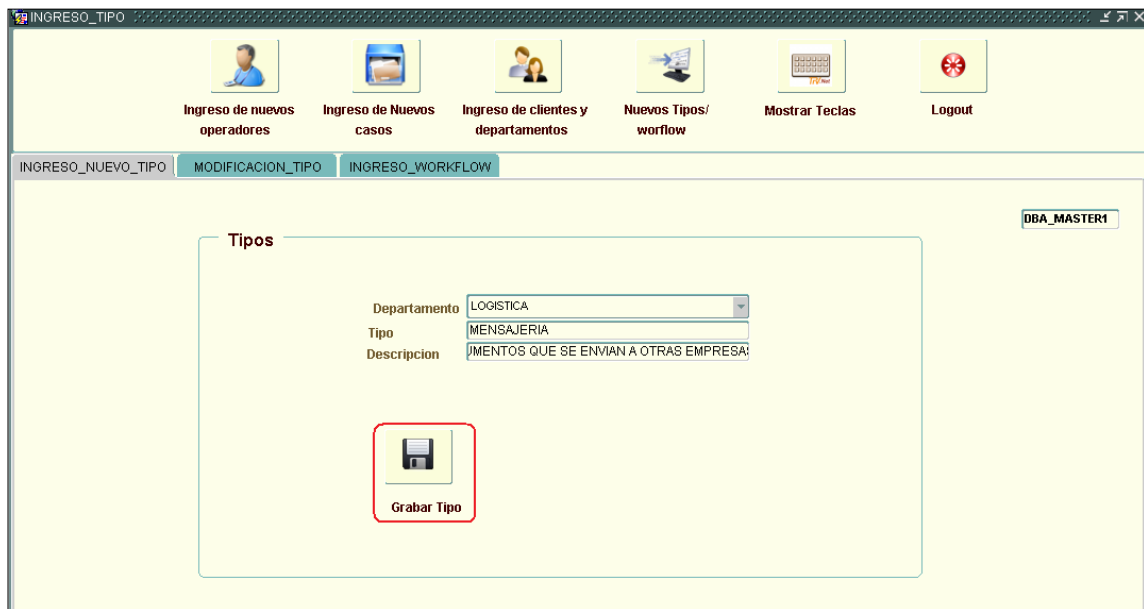 INGRESO_TIPO
Ingreso de nuevos operadores
Ingreso de Nuevos casos
Ingreso de clientes y departamentos
Nuevos Tipos/ worflow
Mostrar Teclas
Logout
INGRESO_NUEVO_TIPO
MODIFICACION_TIPO
INGRESO_WORKFLOW
DBA_MASTER1
Tipos
Departamento LOGISTICA
Tipo MENSAJERIA
Descripcion UMENTOS QUE SE ENVIAN A OTRAS EMPRESAS
Grabar Tipo